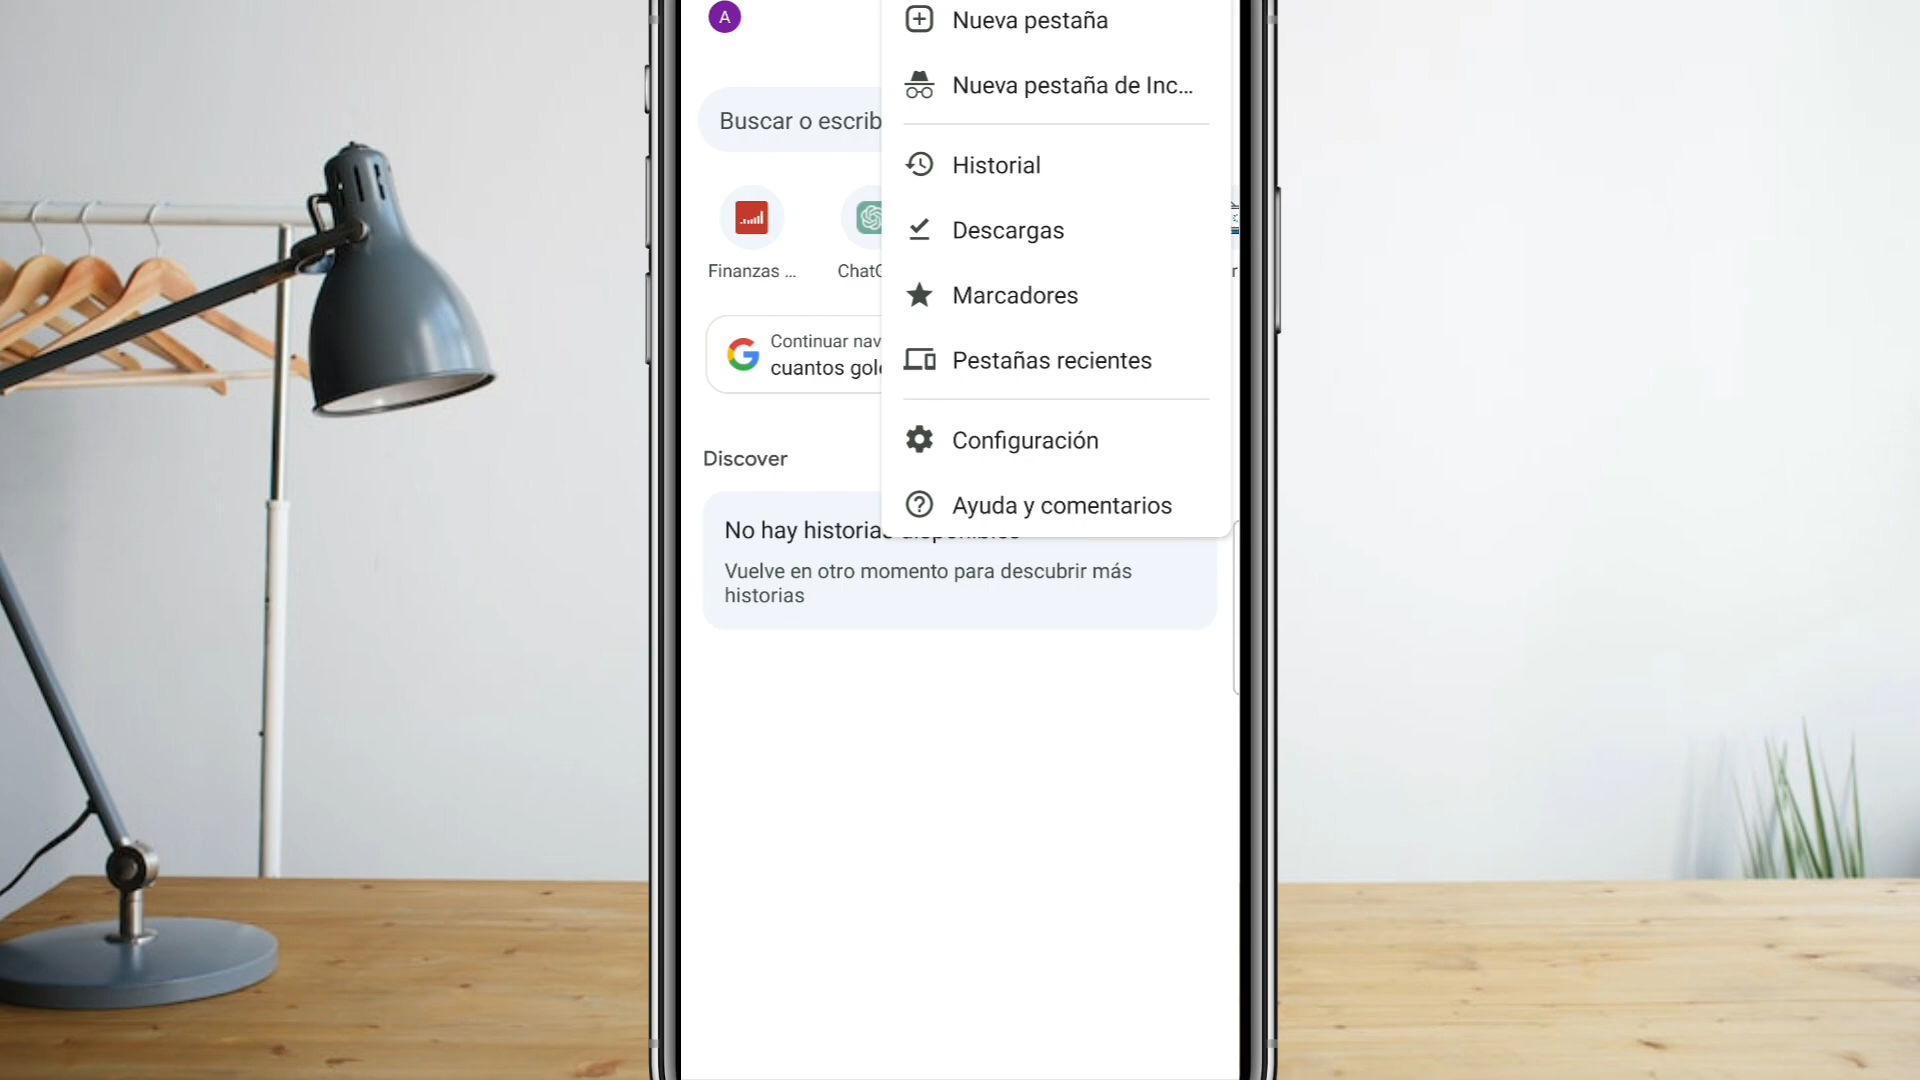 A
Nueva pestaña
Nueva pestaña de Inc...
Buscar o escrib
Historial
Descargas
Finanzas ...
ChatG
r
Marcadores
Continuar nav
cuantos gol
Pestañas recientes
Configuración
Discover
Ayuda y comentarios
No hay historias disponibles
Vuelve en otro momento para descubrir más
historias